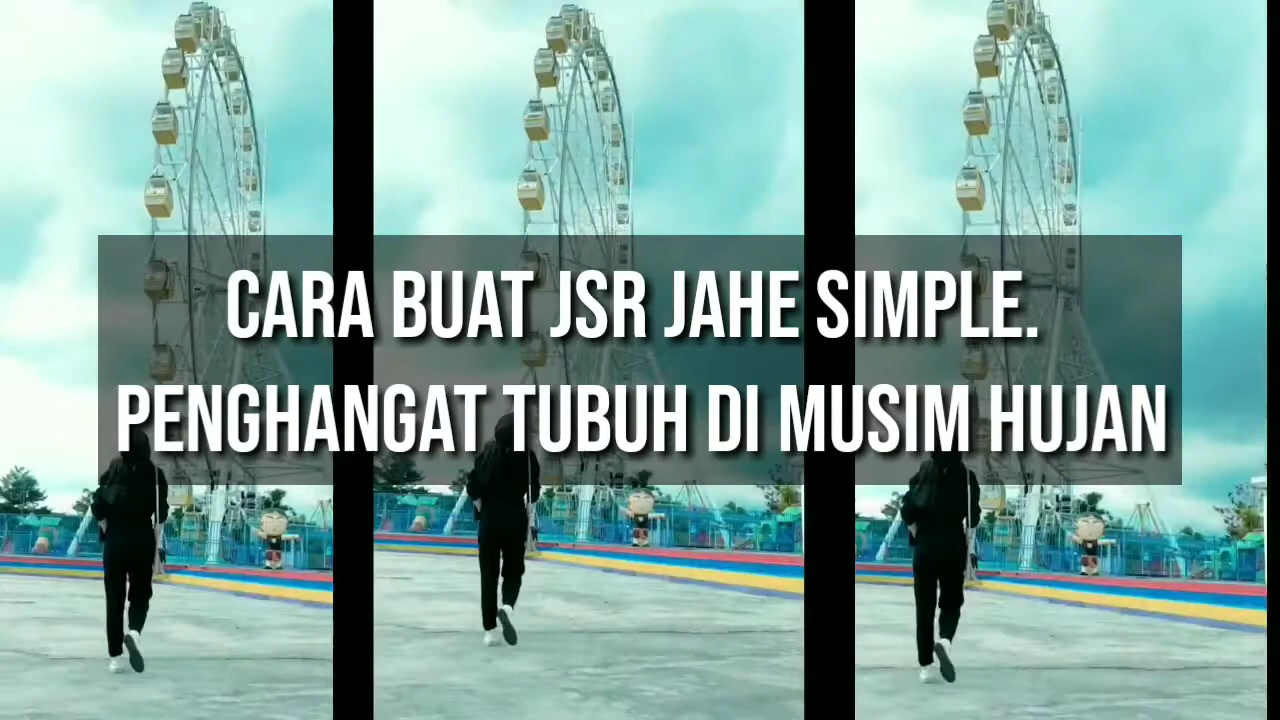 CARA BUAT JSR JAHE SIMPLE.
PENGHANGAT TUBUH DI MUSIM HUJAN